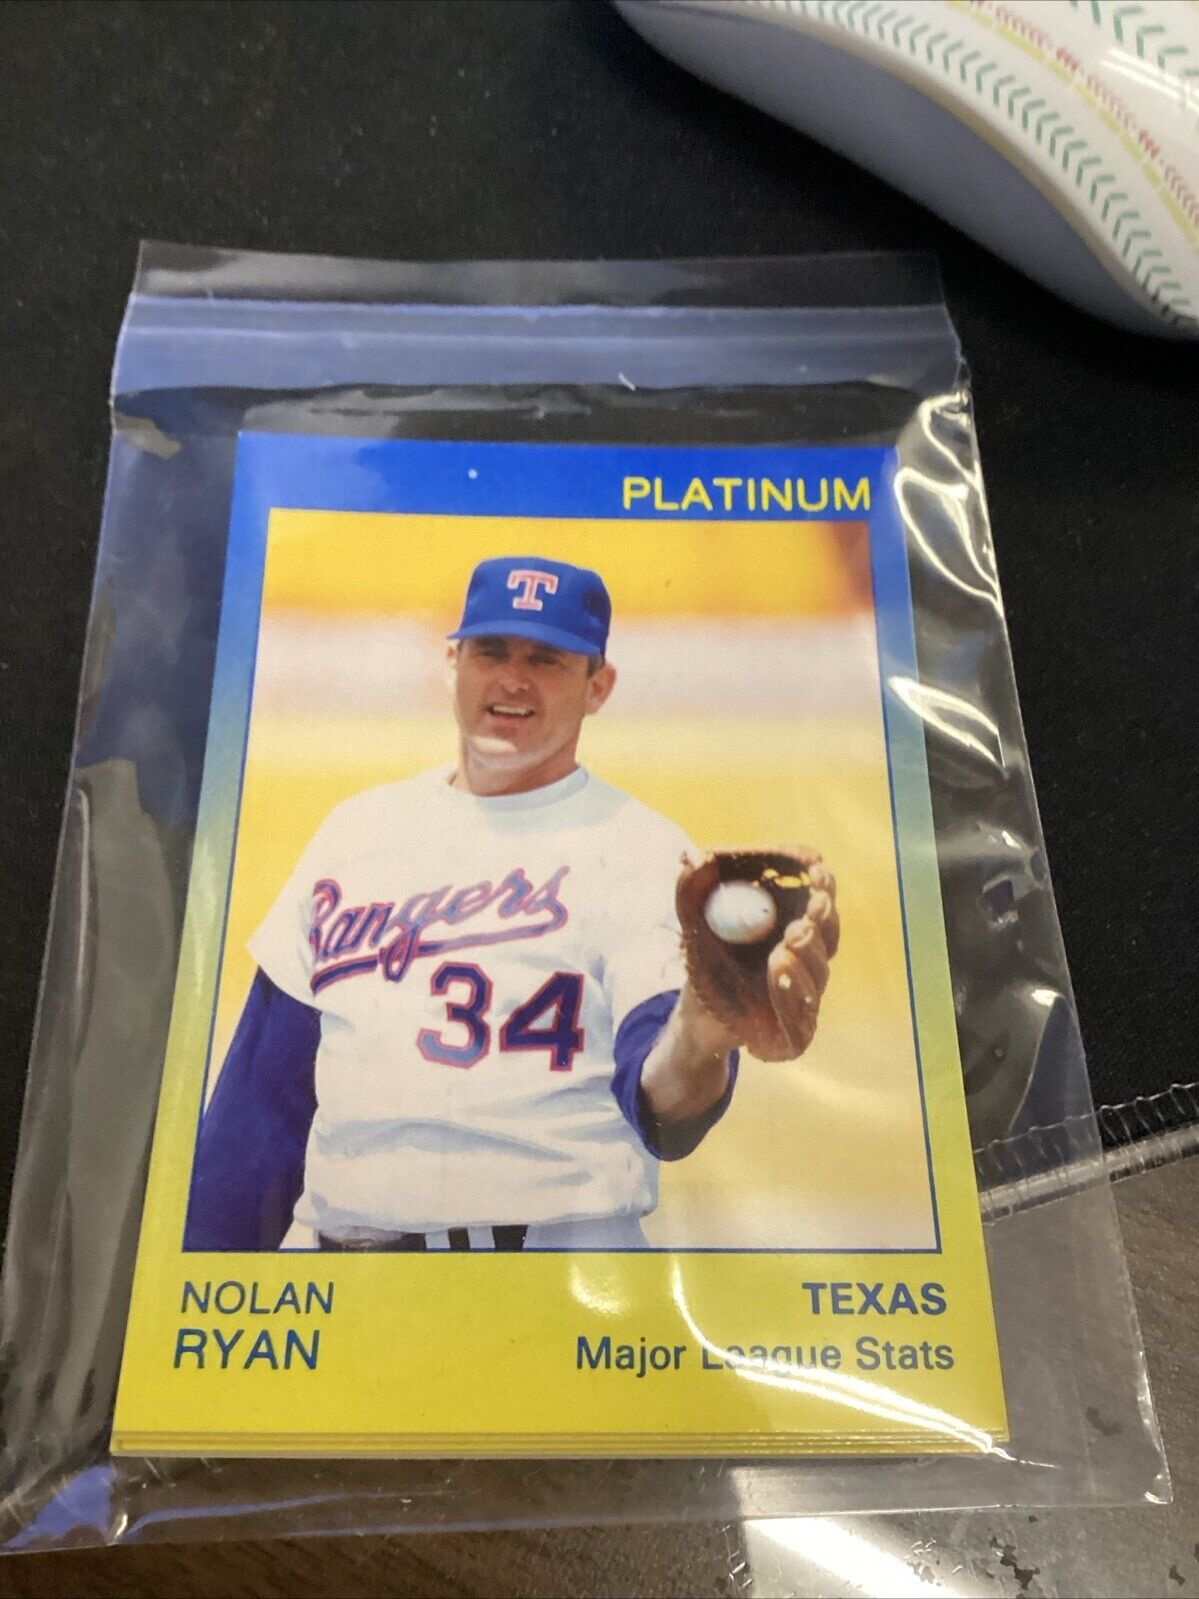 PLATINUM
T
Rangers
34
NOLAN
RYAN
TEXAS
Major League Stats